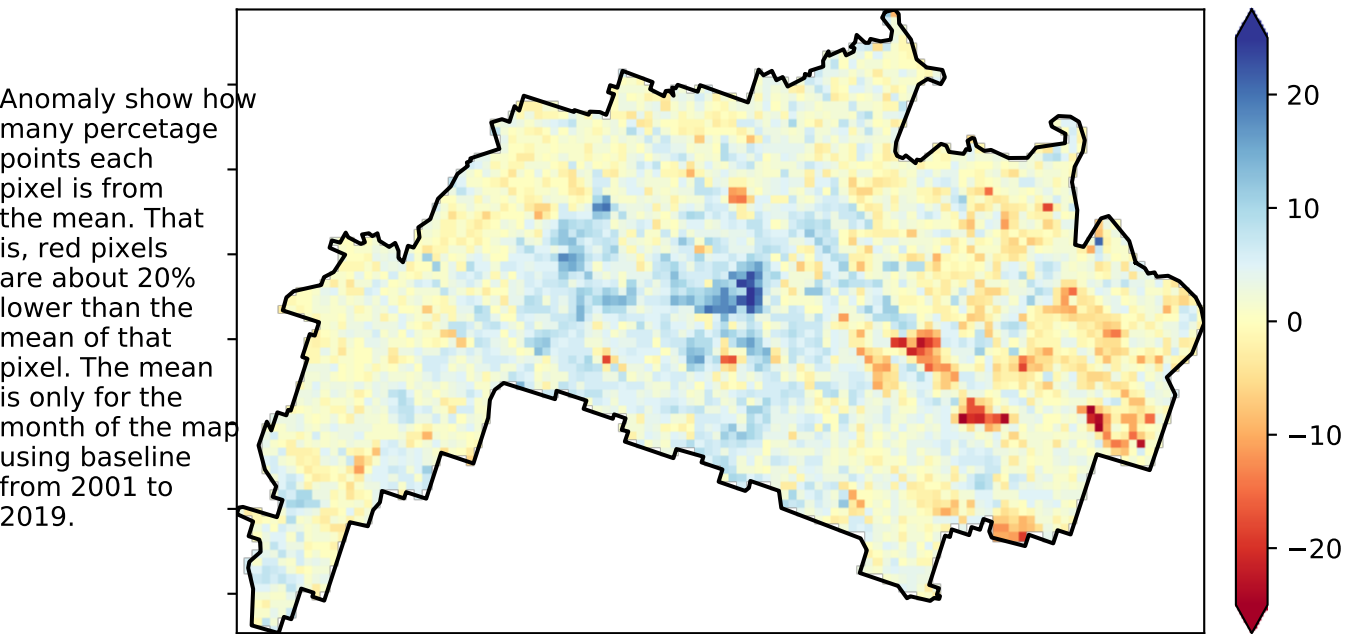 Anomaly show how
many percetage
points each
pixel is from
the mean. That
is, red pixels
are about 20%
lower than the
mean of that
pixel. The mean
is only for the
month of the map
using baseline
from 2001 to
2019.
20
10
0
−10
−20